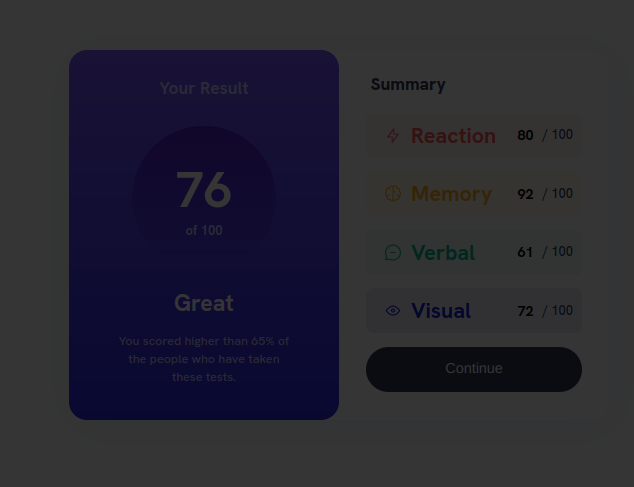 Your Result
76
of 100
Great
You scored higher than 65% of
the people who have taken
these tests.
Summary
Reaction 80 / 100
Memory 92 / 100
Verbal 61 / 100
Visual 72 / 100
Continue